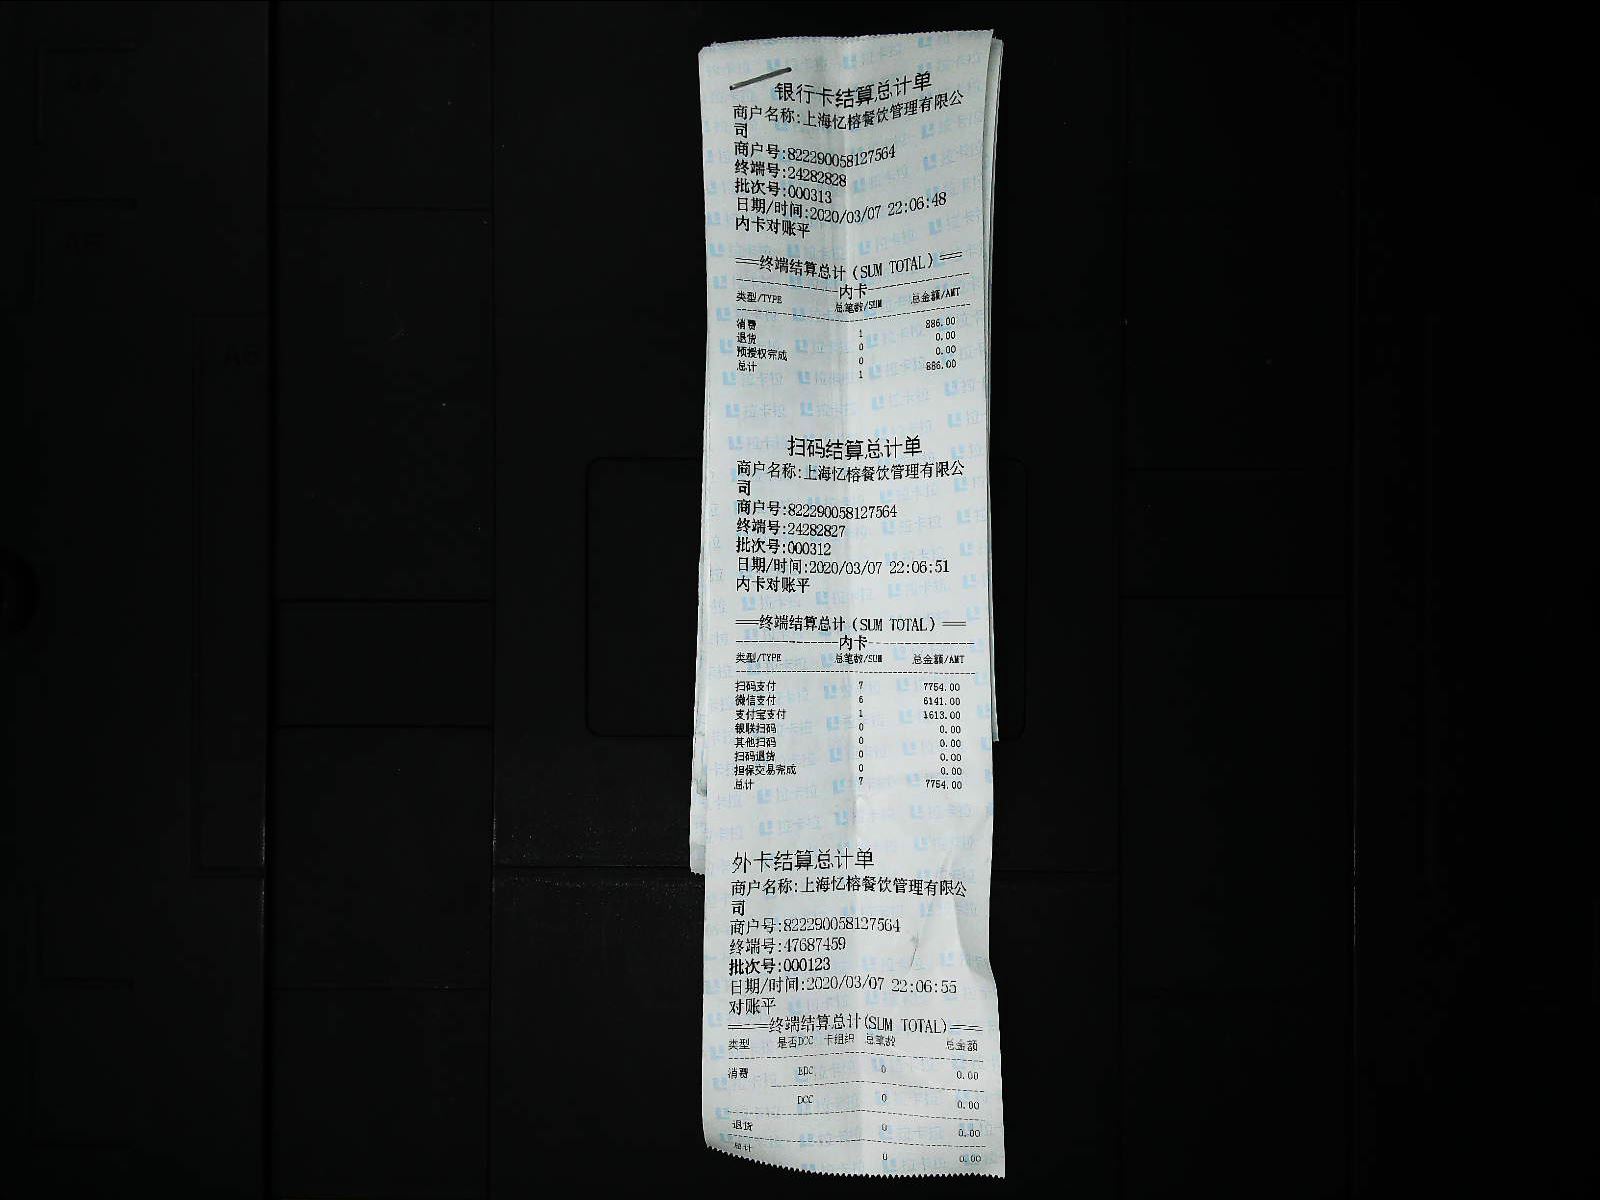 银行卡结算总计单
商户名称:上海忆榕餐饮管理有限公
司
商户号:822290058127564
终端号:24282828
批次号:000313
日期/时间:2020/03/07 22:06:48
内卡对账平
══终端结算总计(SUM TOTAL)══
内卡
类型/TYPE 总笔数/SUM 总金额/AMT
消费 1 886.00
退货 0 0.00
预授权完成 0 0.00
总计 1 886.00
扫码结算总计单
商户名称:上海忆榕餐饮管理有限公
司
商户号:822290058127564
终端号:24282827
批次号:000312
日期/时间:2020/03/07 22:06:51
内卡对账平
══终端结算总计(SUM TOTAL)══
内卡
类型/TYPE 总笔数/SUM 总金额/AMT
扫码支付 7 7754.00
微信支付 6 6141.00
支付宝支付 1 1613.00
银联扫码 0 0.00
其他扫码 0 0.00
扫码退货 0 0.00
担保交易完成 0 0.00
总计 7 7754.00
外卡结算总计单
商户名称:上海忆榕餐饮管理有限公
司
商户号:822290058127564
终端号:47687459
批次号:000123
日期/时间:2020/03/07 22:06:55
对账平
═══终端结算总计(SUM TOTAL)═══
类型 是否DCC 卡组织 总笔数 总金额
消费 EDC 0 0.00
DCC 0 0.00
退货 0 0.00
总计 0 0.00